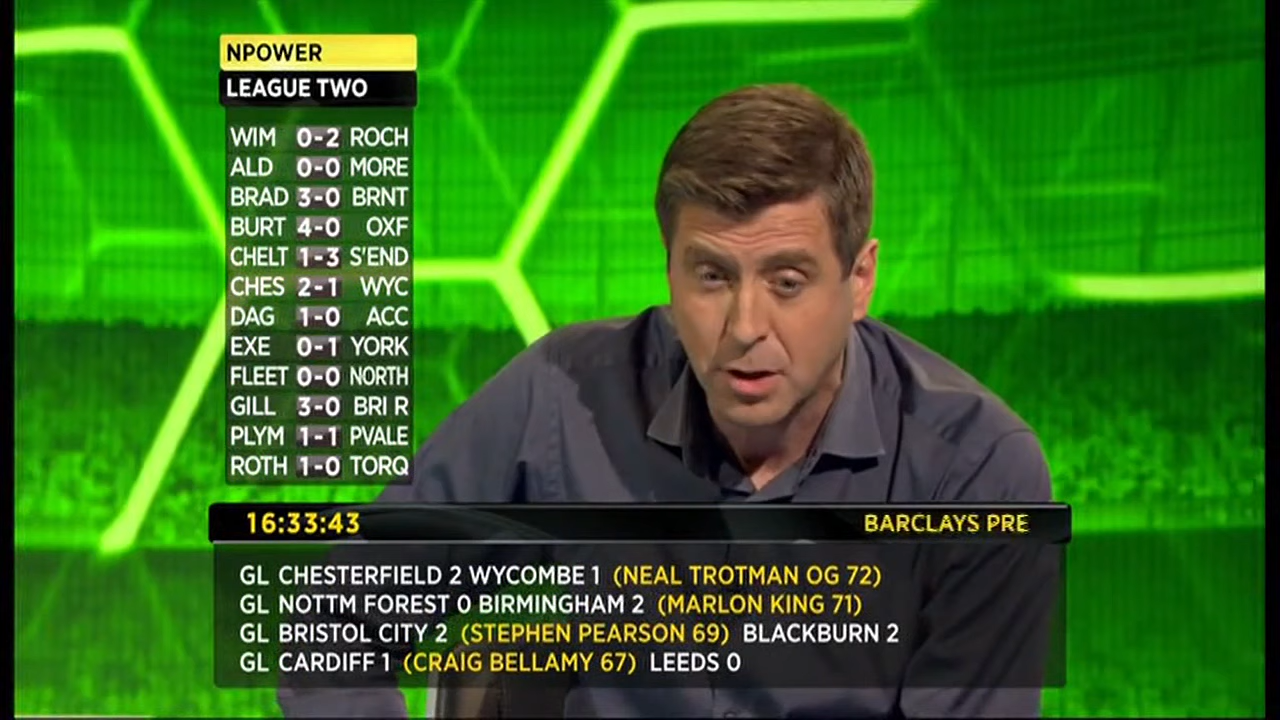 NPOWER
LEAGUE TWO
WIM 0-2 ROCH
ALD 0-0 MORE
BRAD 3-0 BRNT
BURT 4-0 OXF
CHELT 1-3 S'END
CHES 2-1 WYC
DAG 1-0 ACC
EXE 0-1 YORK
FLEET 0-0 NORTH
GILL 3-0 BRI R
PLYM 1-1 PVALE
ROTH 1-0 TORQ
16:33:43 BARCLAYS PRE
GL CHESTERFIELD 2 WYCOMBE 1 (NEAL TROTMAN OG 72)
GL NOTTM FOREST 0 BIRMINGHAM 2 (MARLON KING 71)
GL BRISTOL CITY 2 (STEPHEN PEARSON 69) BLACKBURN 2
GL CARDIFF 1 (CRAIG BELLAMY 67) LEEDS 0